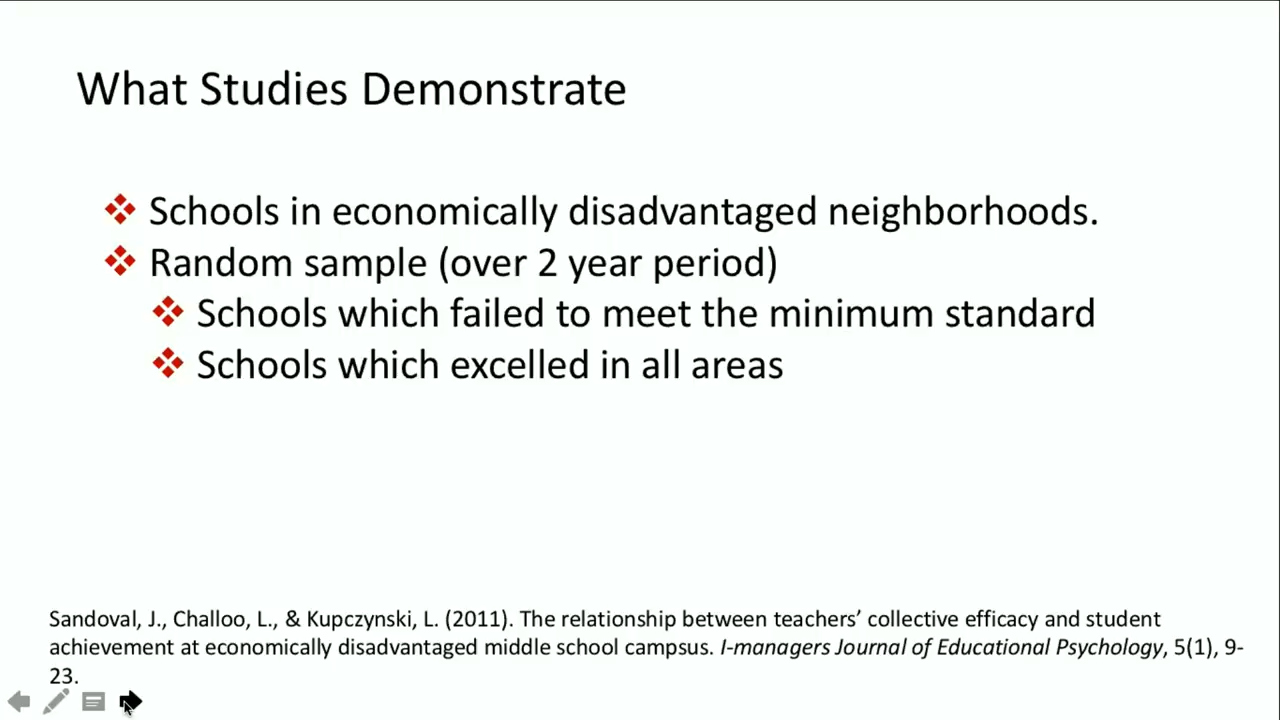 What Studies Demonstrate
Schools in economically disadvantaged neighborhoods.
Random sample (over 2 year period)
Schools which failed to meet the minimum standard
Schools which excelled in all areas
Sandoval, J., Challoo, L., & Kupczynski, L. (2011). The relationship between teachers’ collective efficacy and student
achievement at economically disadvantaged middle school campsus. I-managers Journal of Educational Psychology, 5(1), 9-
23.